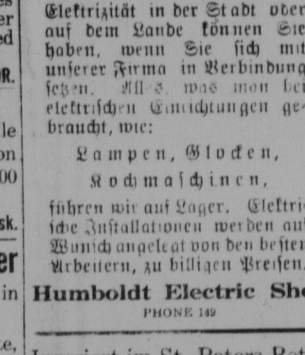 Elektrizität in der Stadt oder
auf dem Lande können Sie
haben, wenn Sie sich mit
unserer Firma in Verbindung
setzen. Alles, was man bei
elektrischen Einrichtungen ge-
braucht, wie:
Lampen, Glocken,
Kochmaschinen,
führen wir auf Lager. Elektri-
sche Installationen werden auf
Wunsch angelegt von den besten
Arbeitern, zu billigen Preisen.
Humboldt Electric Sho
PHONE 149